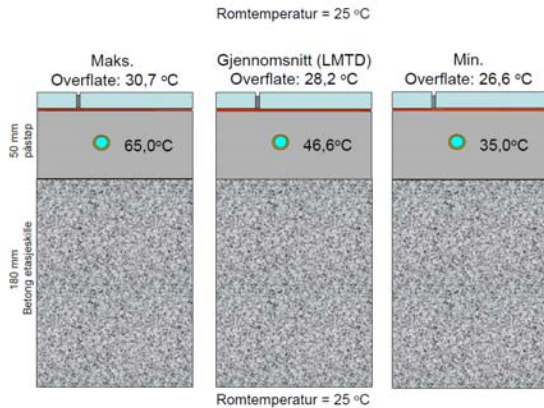 Romtemperatur = 25 °C
Maks.
Overflate: 30,7 °C
Gjennomsnitt (LMTD)
Overflate: 28,2 °C
Min.
Overflate: 26,6 °C
50 mm
påstøp
65,0°C
46,6°C
35,0°C
180 mm
Betong etasjeskille
Romtemperatur = 25 °C